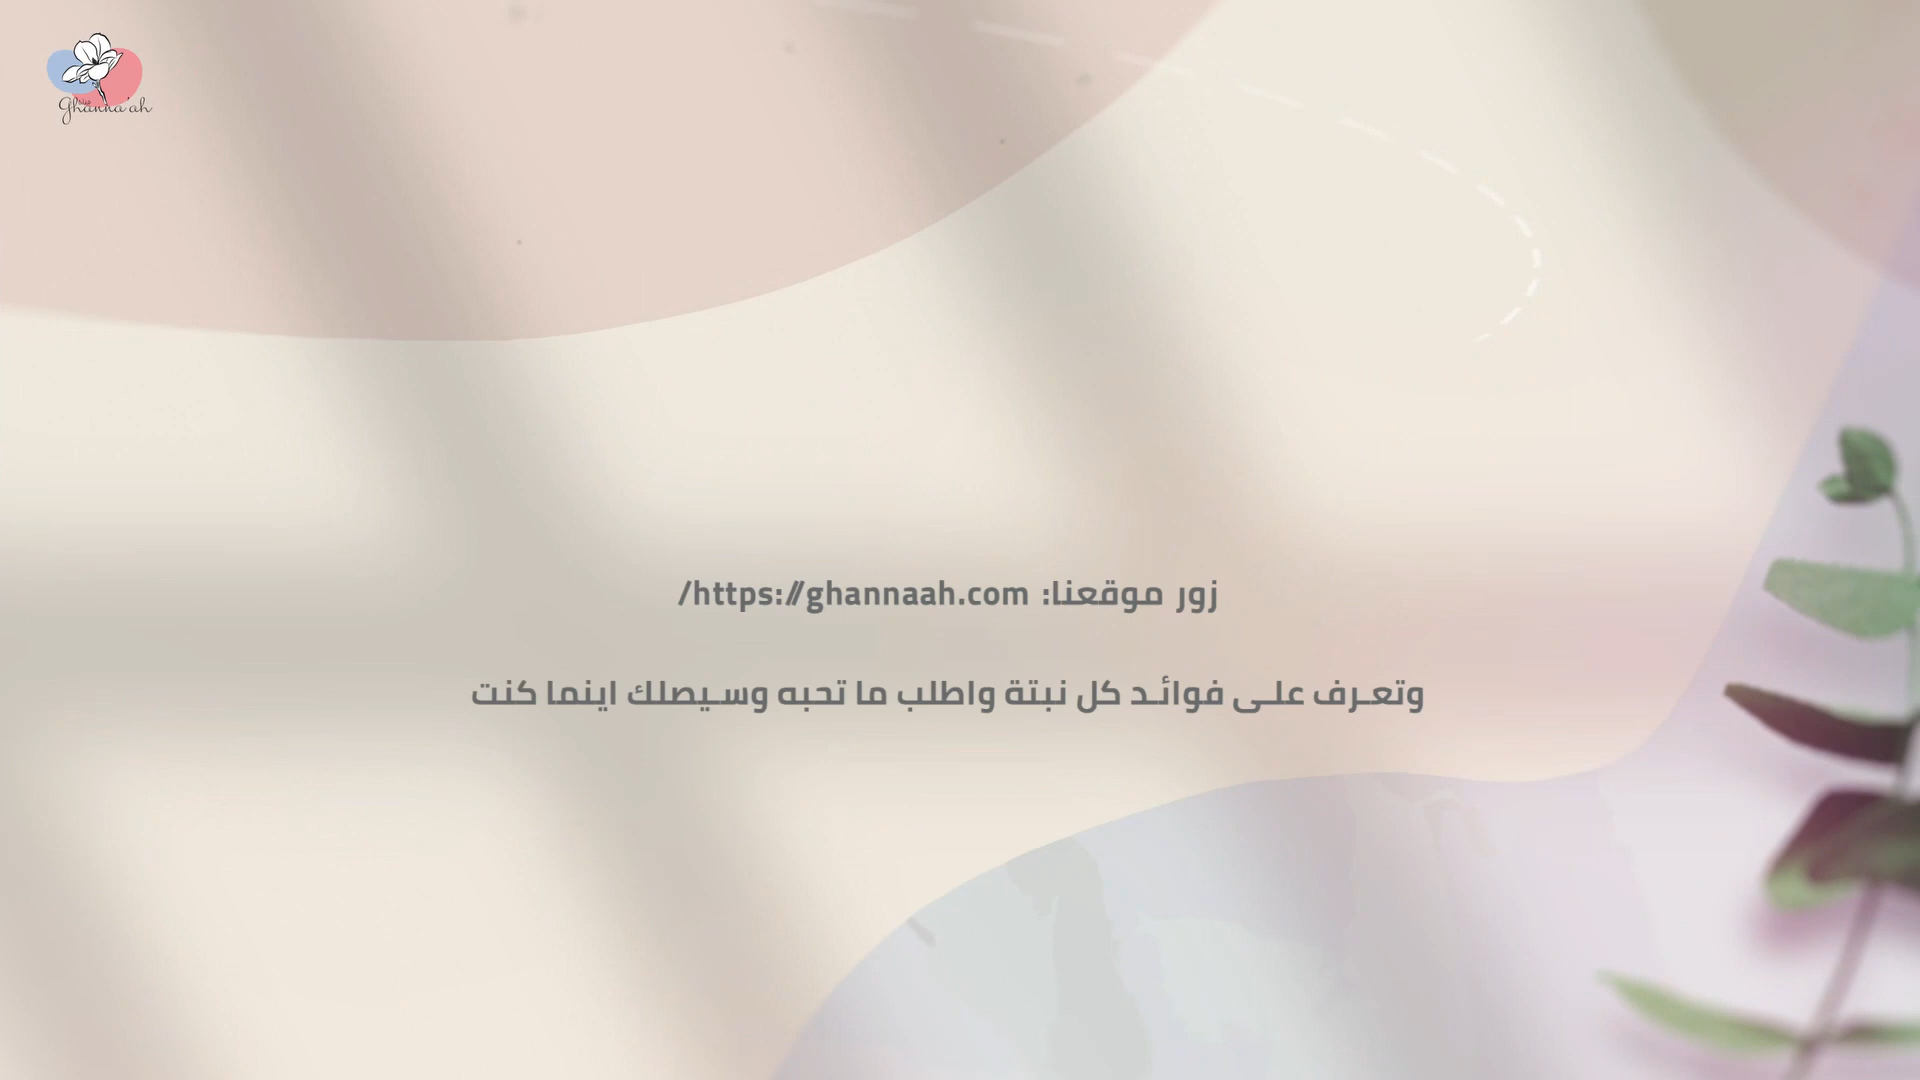 Ghanna'ah
زور موقعنا: https://ghannaah.com/
وتعرف على فوائد كل نبتة واطلب ما تحبه وسيصلك اينما كنت